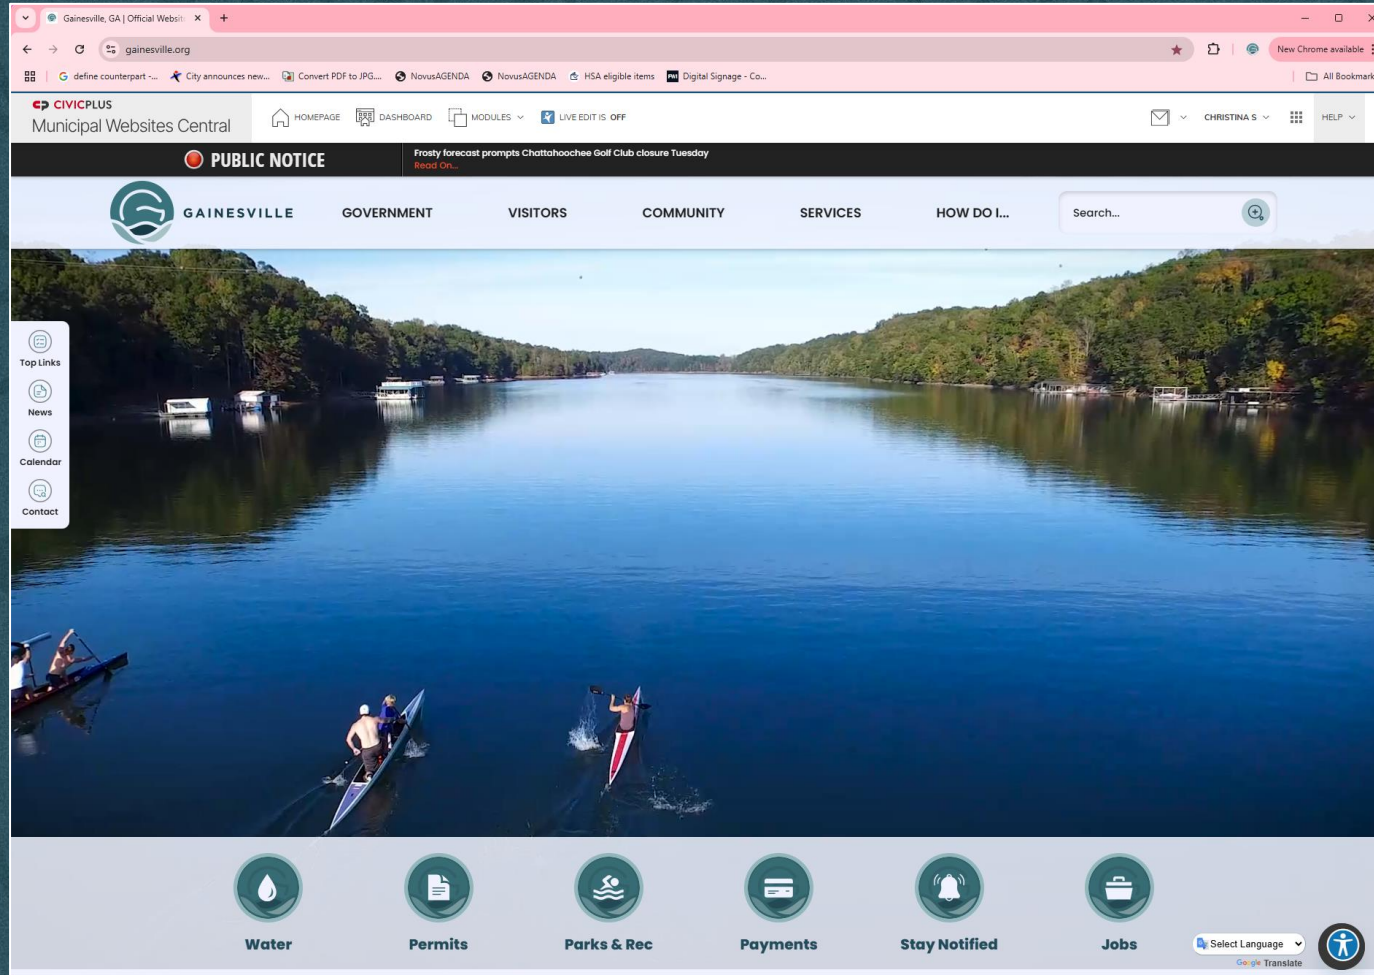 Gainesville, GA | Official Websit
gainesville.org
New Chrome available
define counterpart -...
City announces new...
Convert PDF to JPG....
NovusAGENDA
NovusAGENDA
HSA eligible items
Digital Signage - Co...
All Bookmark
CIVICPLUS
Municipal Websites Central
HOMEPAGE
DASHBOARD
MODULES
LIVE EDIT IS OFF
CHRISTINA S
HELP
PUBLIC NOTICE
Frosty forecast prompts Chattahoochee Golf Club closure Tuesday
Read On...
GAINESVILLE
GOVERNMENT
VISITORS
COMMUNITY
SERVICES
HOW DO I...
Search...
Top Links
News
Calendar
Contact
Water
Permits
Parks & Rec
Payments
Stay Notified
Jobs
Select Language
Google Translate